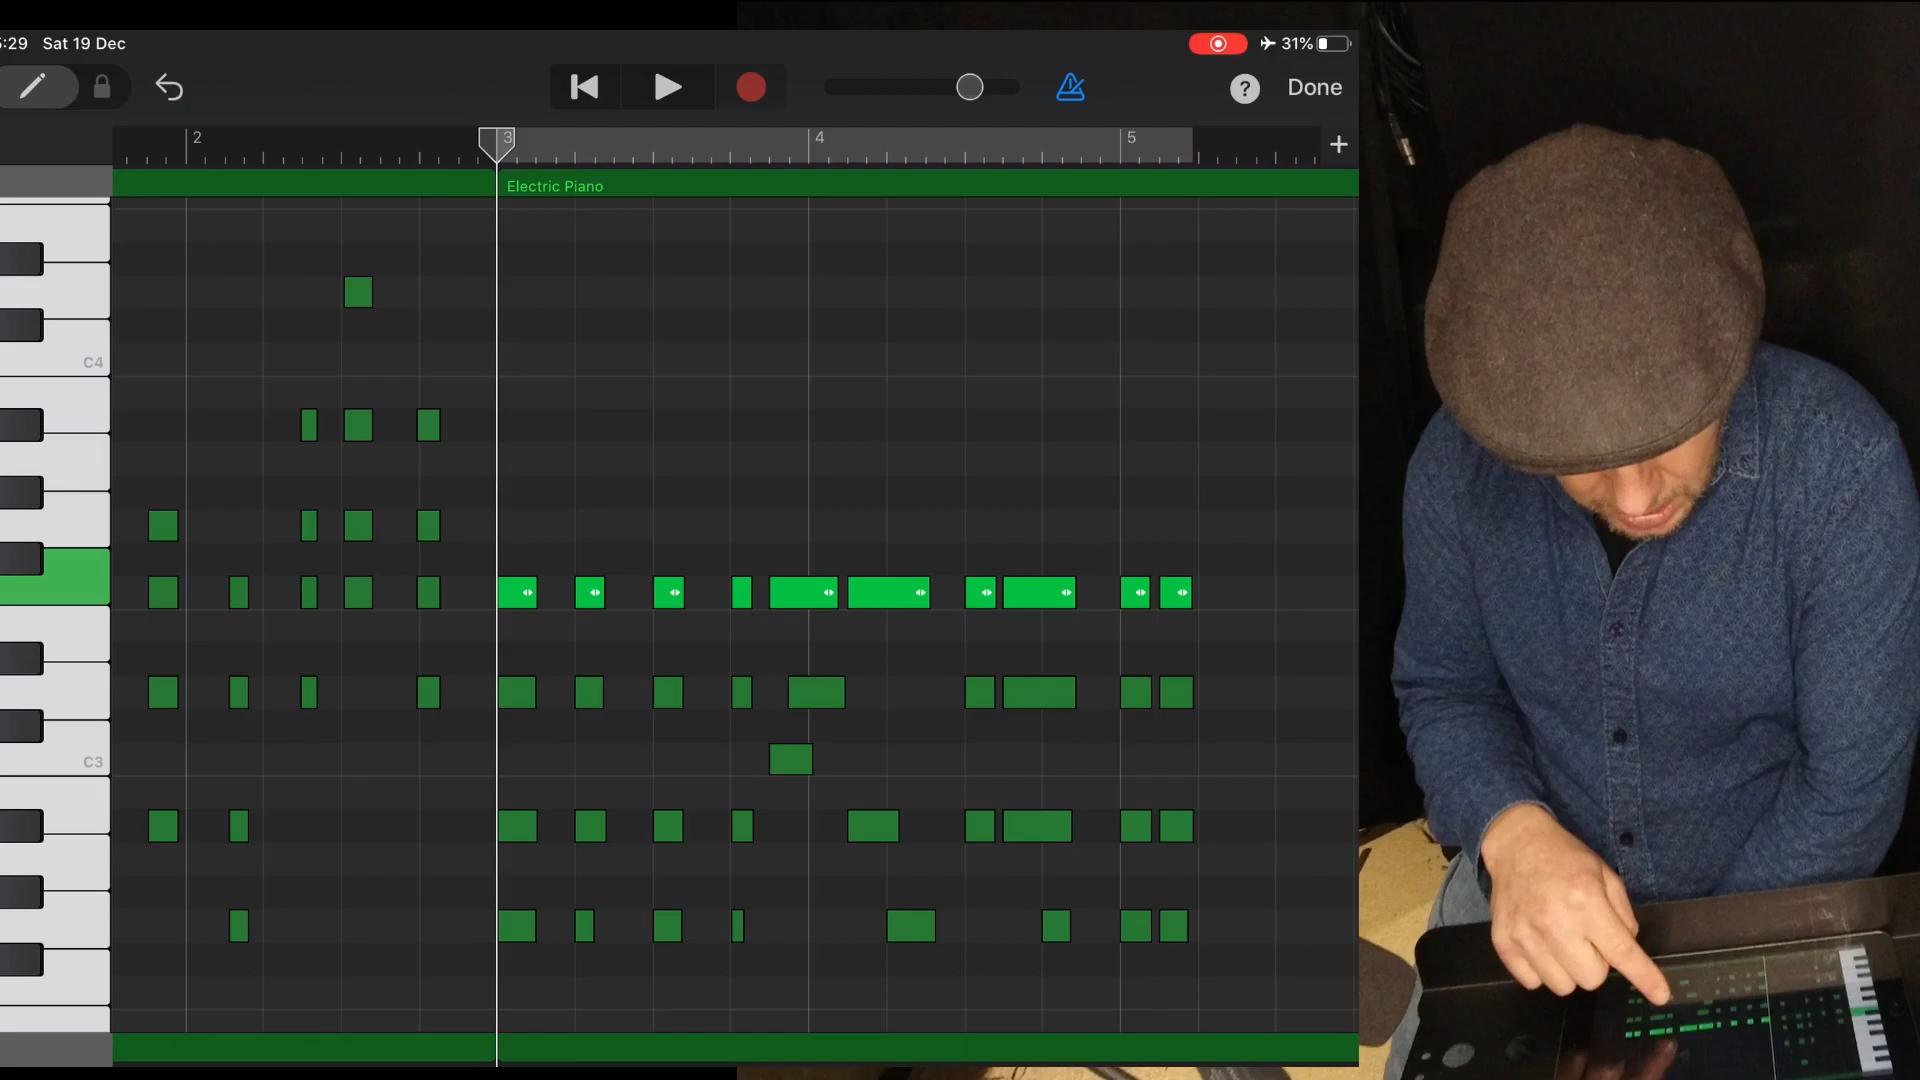 :29 Sat 19 Dec 31%
? Done
2 3 4 5 +
Electric Piano
C4
C3